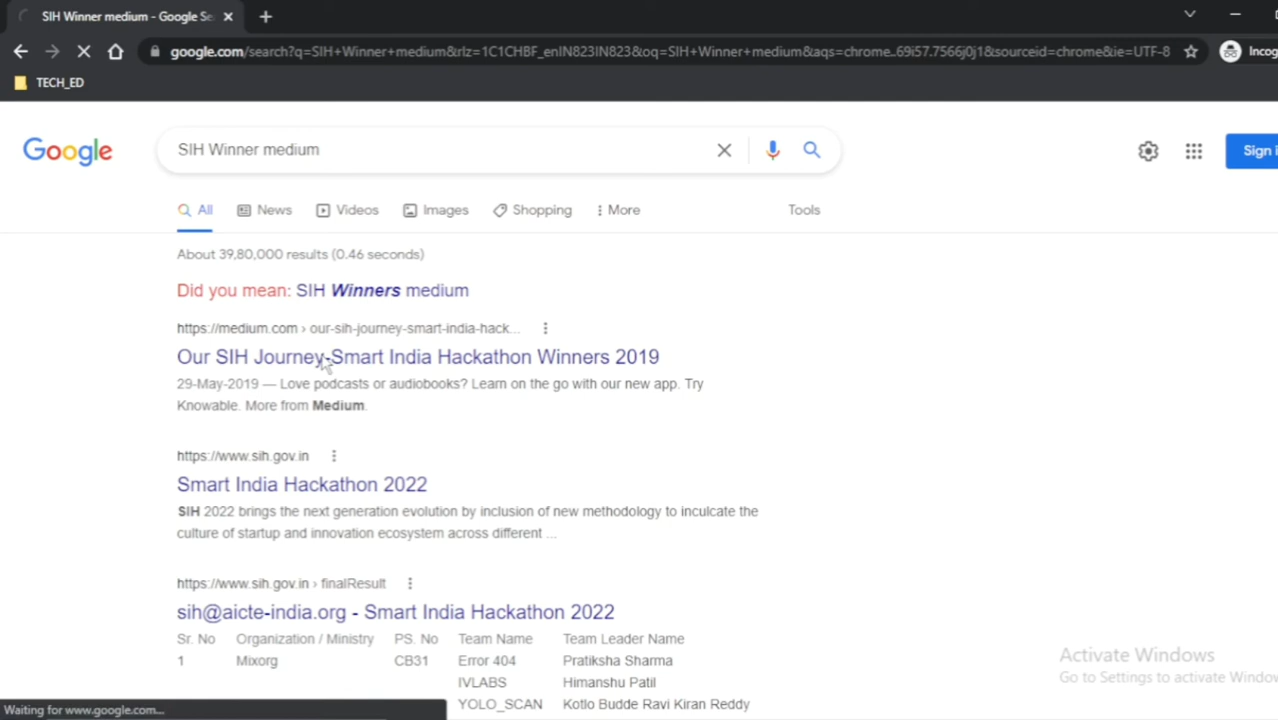 SIH Winner medium - Google Se
google.com/search?q=SIH+Winner+medium&rlz=1C1CHBF_enIN823IN823&oq=SIH+Winner+medium&aqs=chrome..69i57.7566j0j1&sourceid=chrome&ie=UTF-8
Incog
TECH_ED
Google
SIH Winner medium
Sign i
All News Videos Images Shopping More Tools
About 39,80,000 results (0.46 seconds)
Did you mean: SIH Winners medium
https://medium.com › our-sih-journey-smart-india-hack...
Our SIH Journey-Smart India Hackathon Winners 2019
29-May-2019 — Love podcasts or audiobooks? Learn on the go with our new app. Try
Knowable. More from Medium.
https://www.sih.gov.in
Smart India Hackathon 2022
SIH 2022 brings the next generation evolution by inclusion of new methodology to inculcate the
culture of startup and innovation ecosystem across different ...
https://www.sih.gov.in › finalResult
sih@aicte-india.org - Smart India Hackathon 2022
Sr. No Organization / Ministry PS. No Team Name Team Leader Name
1 Mixorg CB31 Error 404 Pratiksha Sharma
IVLABS Himanshu Patil
YOLO_SCAN Kotlo Budde Ravi Kiran Reddy
Activate Windows
Go to Settings to activate Window
Waiting for www.google.com...